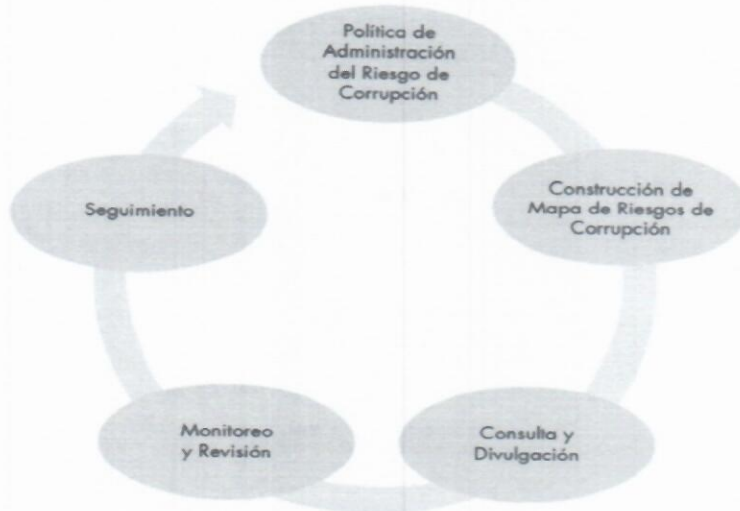 Política de
Administración
del Riesgo de
Corrupción
Construcción de
Mapa de Riesgos de
Corrupción
Consulta y
Divulgación
Monitoreo
y Revisión
Seguimiento